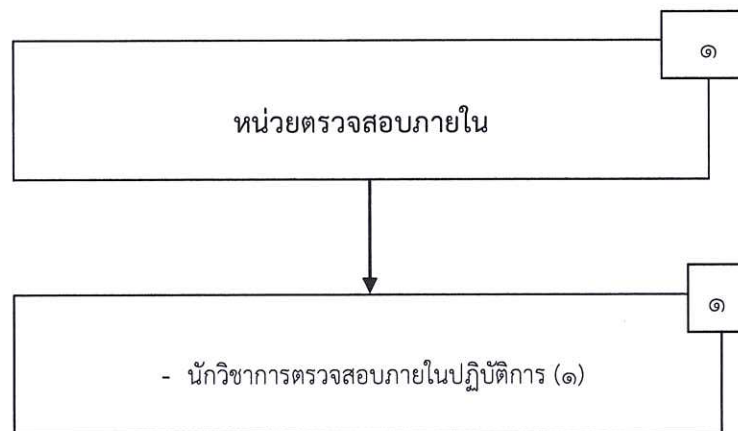 ๑
หน่วยตรวจสอบภายใน
๑
- นักวิชาการตรวจสอบภายในปฏิบัติการ (๑)